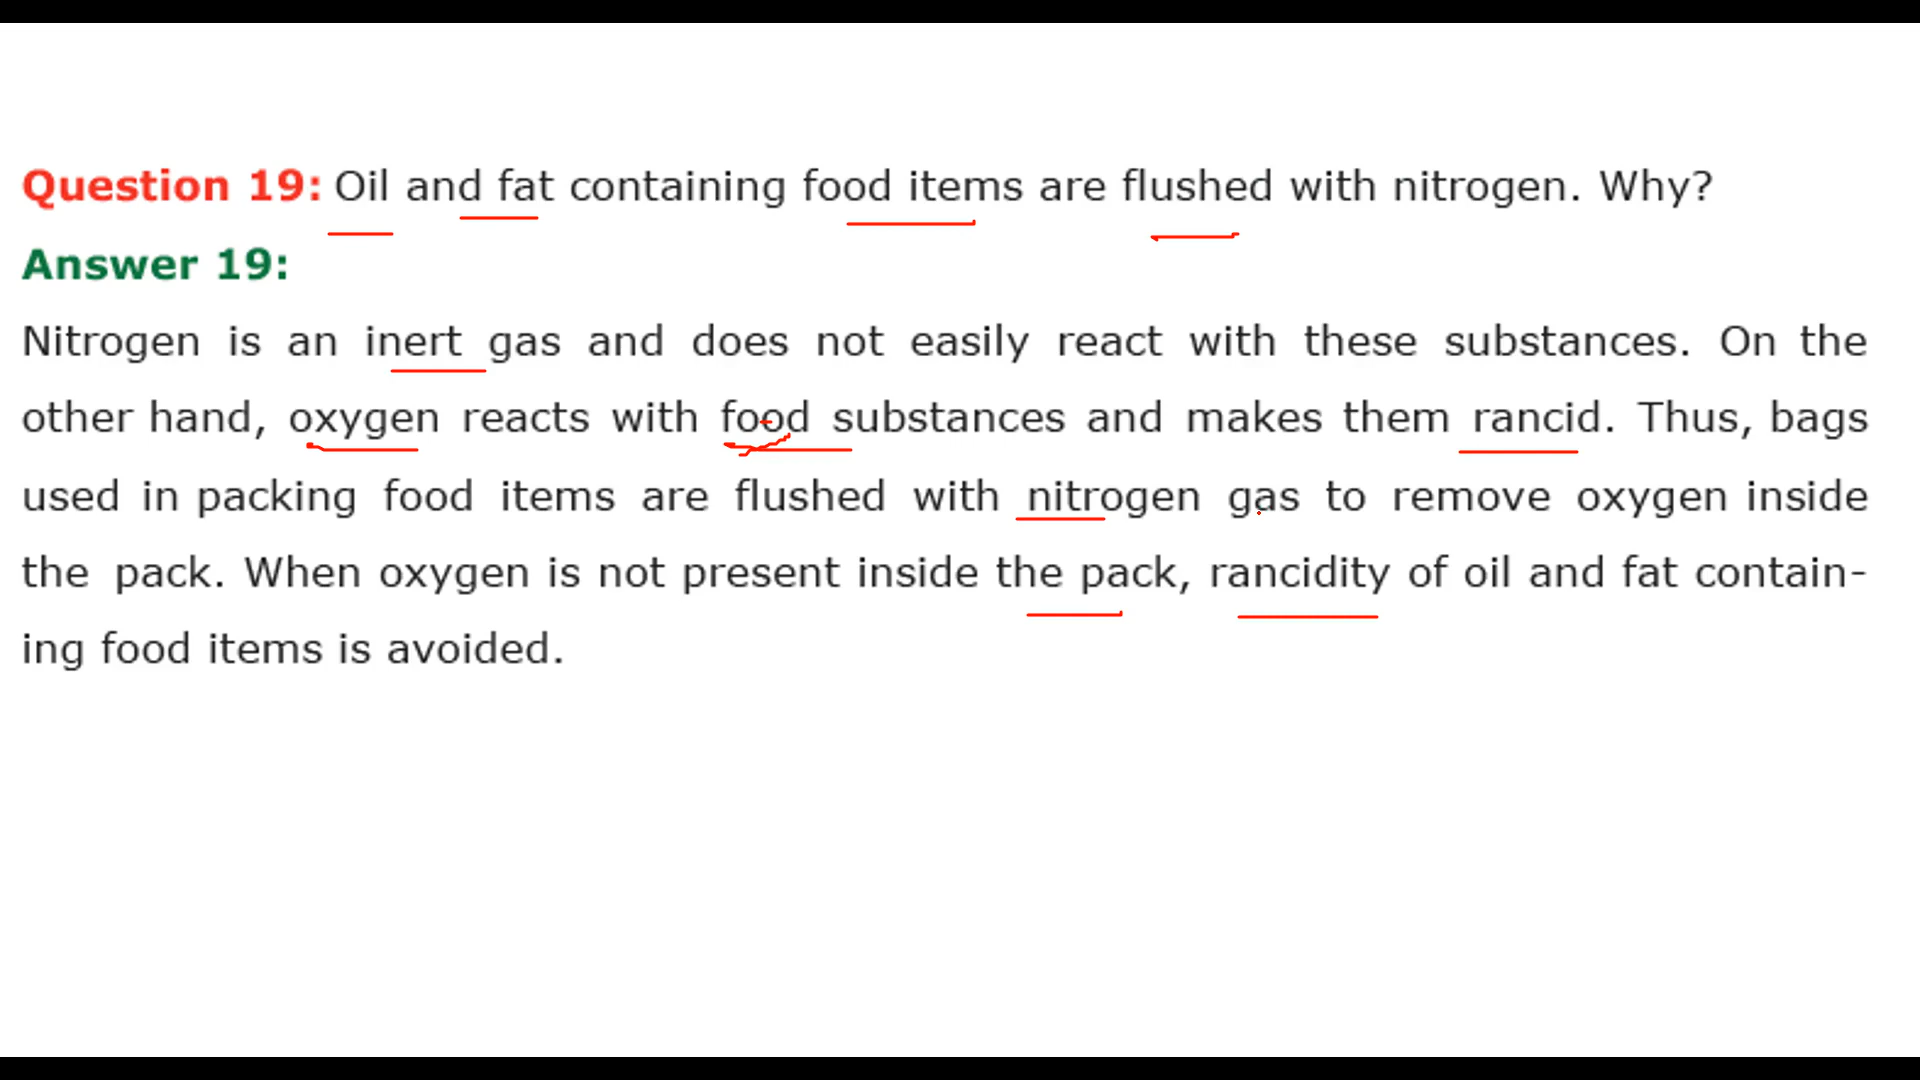 Question 19: Oil and fat containing food items are flushed with nitrogen. Why?
Answer 19:
Nitrogen is an inert gas and does not easily react with these substances. On the
other hand, oxygen reacts with food substances and makes them rancid. Thus, bags
used in packing food items are flushed with nitrogen gas to remove oxygen inside
the pack. When oxygen is not present inside the pack, rancidity of oil and fat contain-
ing food items is avoided.